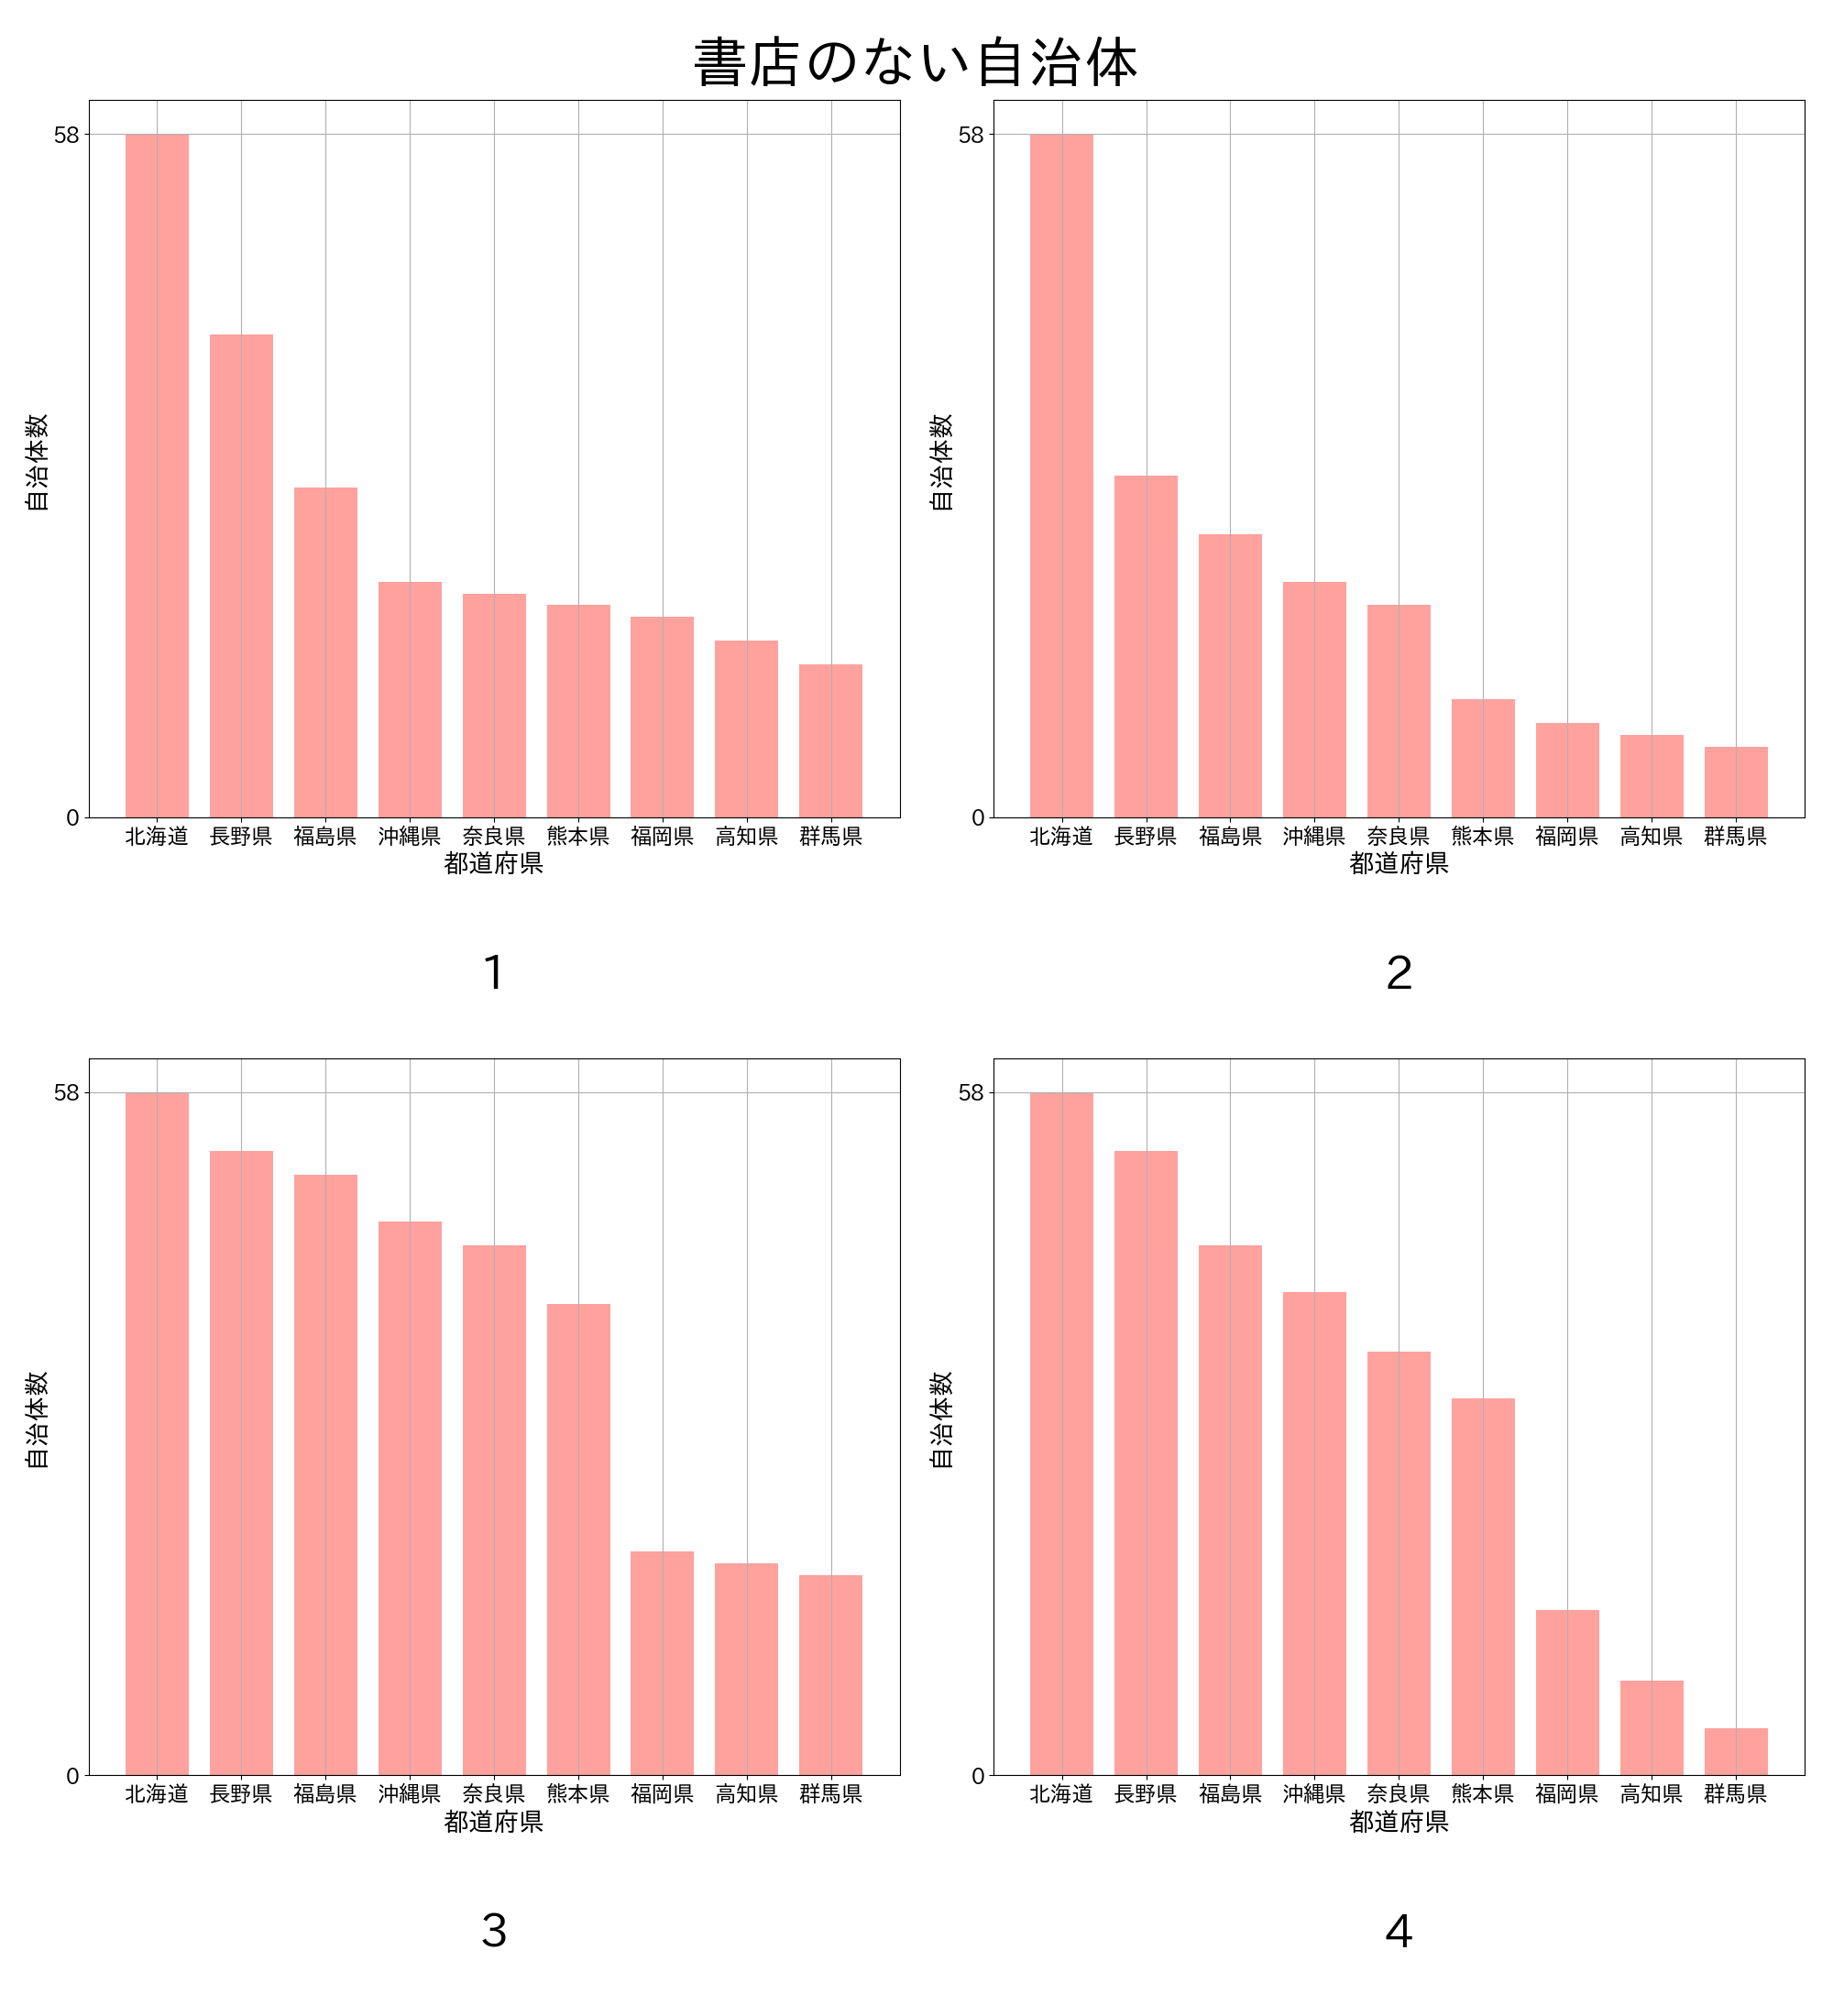 書店のない自治体
58
0
自治体数
北海道 長野県 福島県 沖縄県 奈良県 熊本県 福岡県 高知県 群馬県
都道府県
1
58
0
自治体数
北海道 長野県 福島県 沖縄県 奈良県 熊本県 福岡県 高知県 群馬県
都道府県
2
58
0
自治体数
北海道 長野県 福島県 沖縄県 奈良県 熊本県 福岡県 高知県 群馬県
都道府県
3
58
0
自治体数
北海道 長野県 福島県 沖縄県 奈良県 熊本県 福岡県 高知県 群馬県
都道府県
4